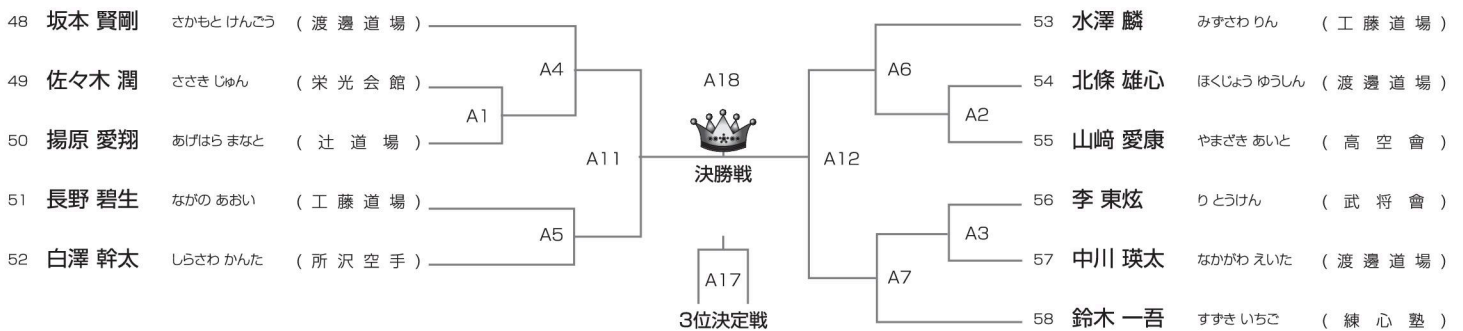 48 坂本 賢剛 さかもと けんごう (渡邊道場)
49 佐々木 潤 ささき じゅん (栄光会館)
50 揚原 愛翔 あげはら まなと (辻道場)
51 長野 碧生 ながの あおい (工藤道場)
52 白澤 幹太 しらさわ かんた (所沢空手)
A4
A1
A11
A5
A18
決勝戦
A17
3位決定戦
A6
A2
A12
A3
A7
53 水澤 麟 みずさわ りん (工藤道場)
54 北條 雄心 ほくじょう ゆうしん (渡邊道場)
55 山﨑 愛康 やまざき あいと (高空會)
56 李 東炫 り とうけん (武将會)
57 中川 瑛太 なかがわ えいた (渡邊道場)
58 鈴木 一吾 すずき いちご (練心塾)